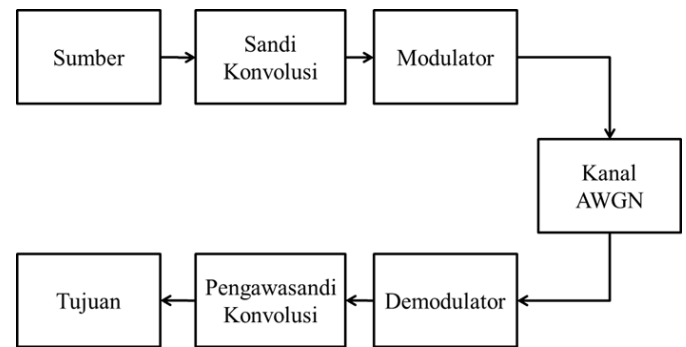 Sumber
Sandi
Konvolusi
Modulator
Kanal
AWGN
Demodulator
Pengawasandi
Konvolusi
Tujuan